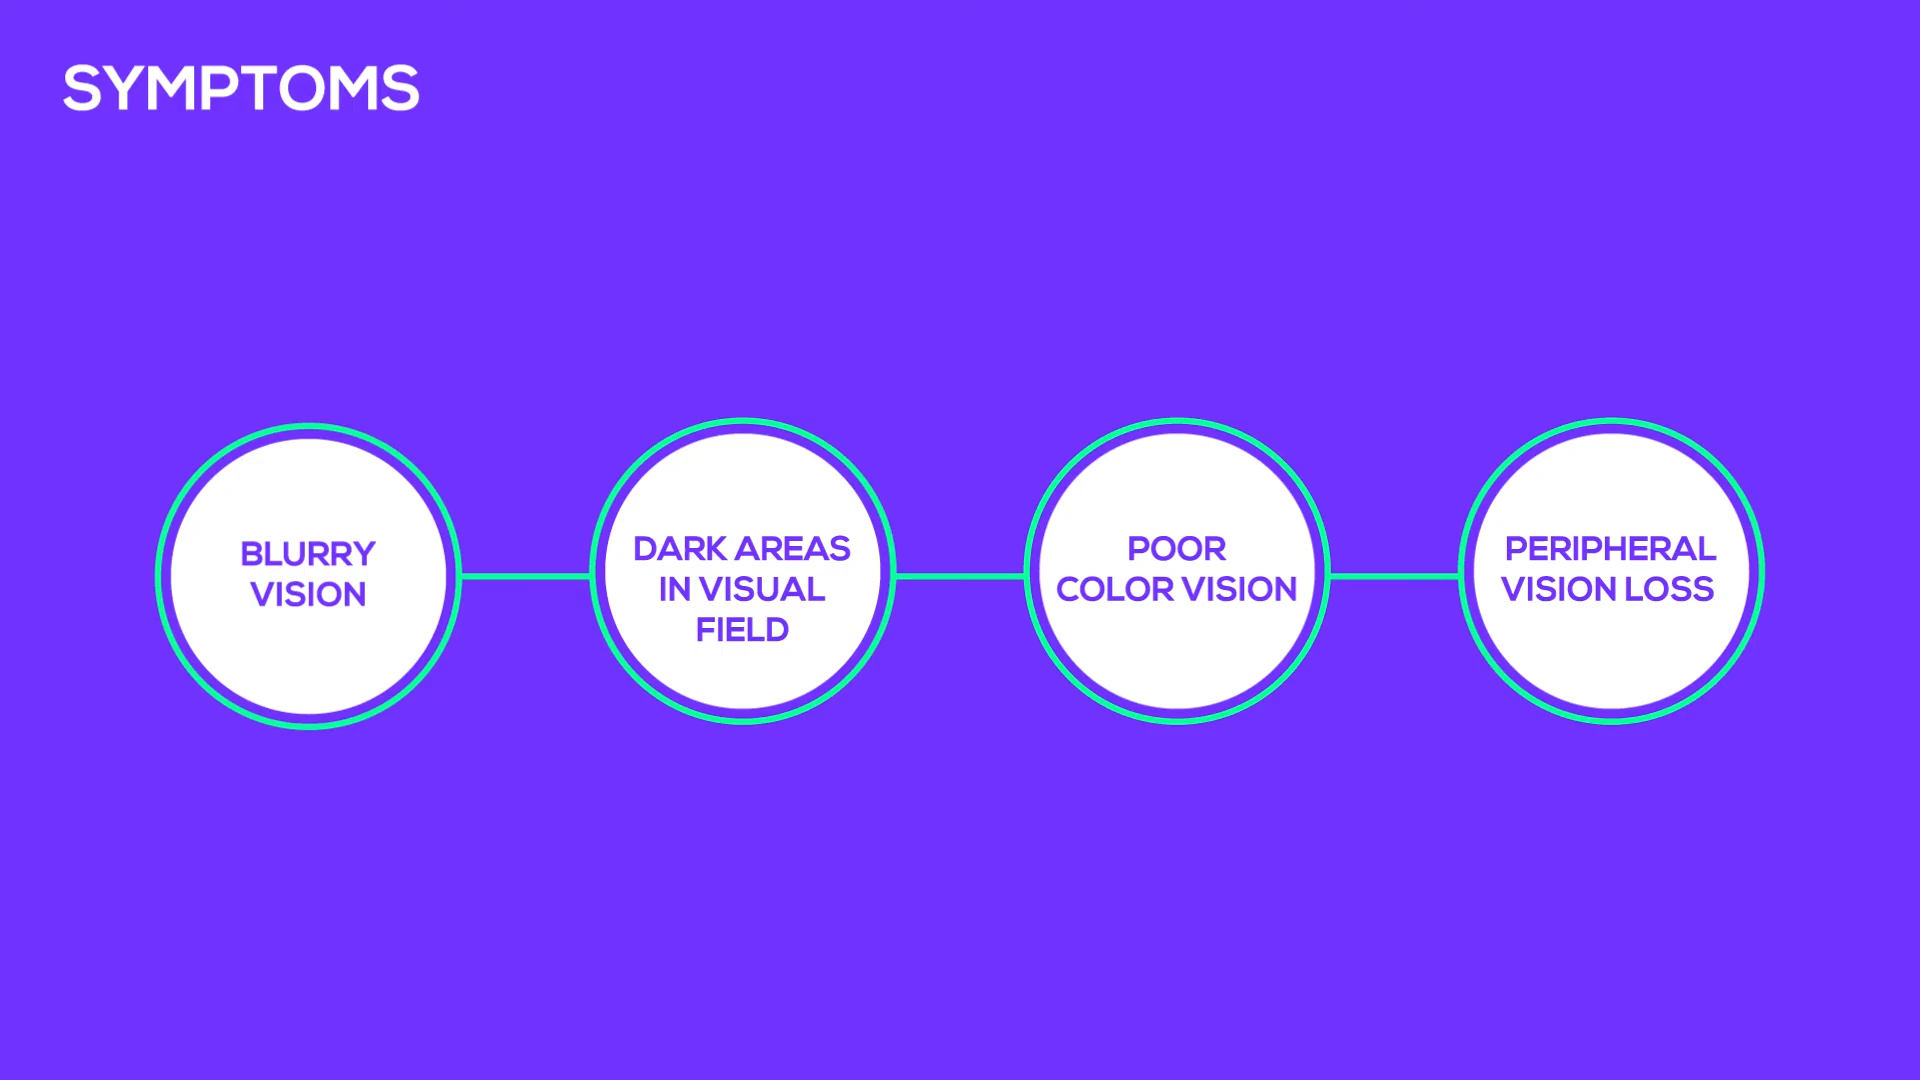 SYMPTOMS
BLURRY
VISION
DARK AREAS
IN VISUAL
FIELD
POOR
COLOR VISION
PERIPHERAL
VISION LOSS